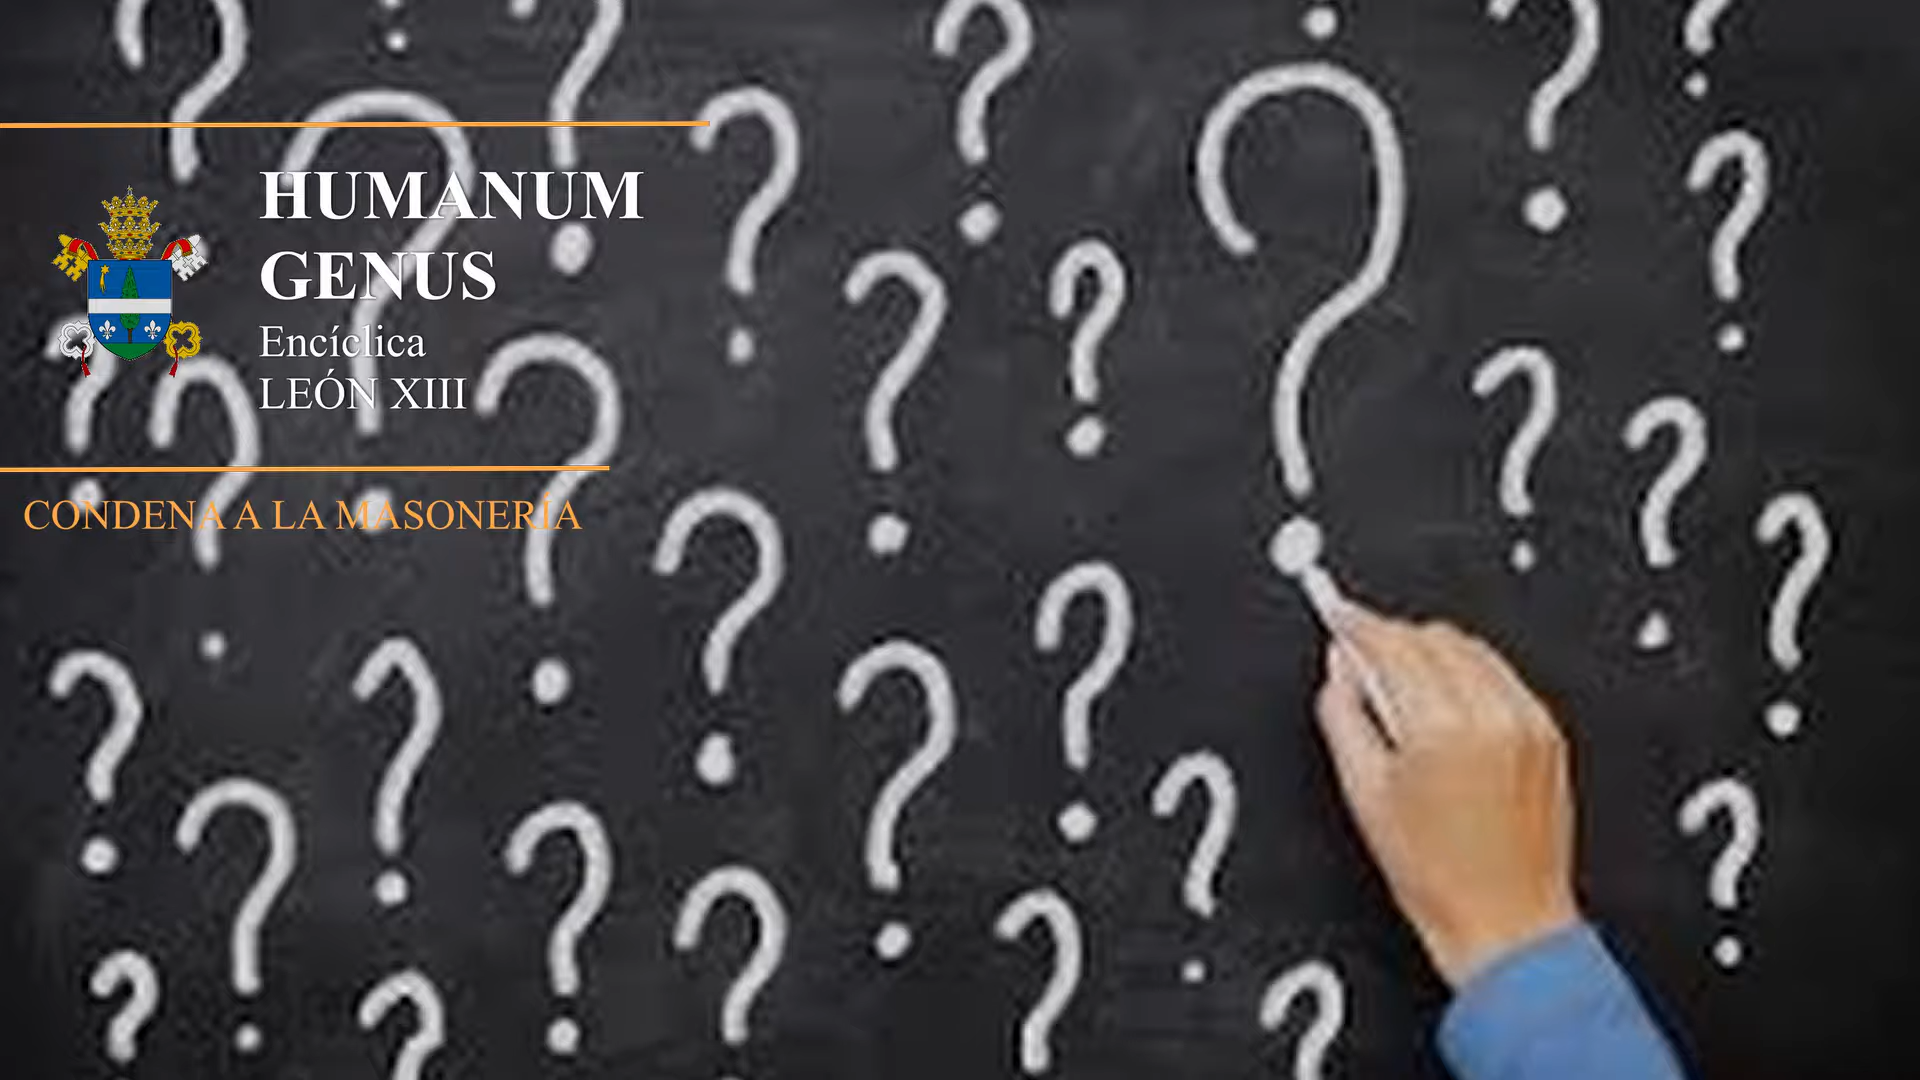 HUMANUM
GENUS
Encíclica
LEÓN XIII
CONDENA A LA MASONERÍA